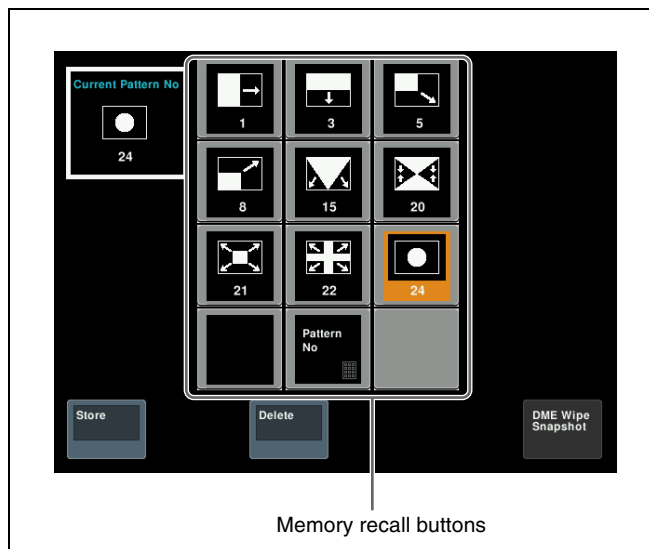 Current Pattern No
24
1
3
5
8
15
20
21
22
24
Pattern
No
Store
Delete
DME Wipe
Snapshot
Memory recall buttons